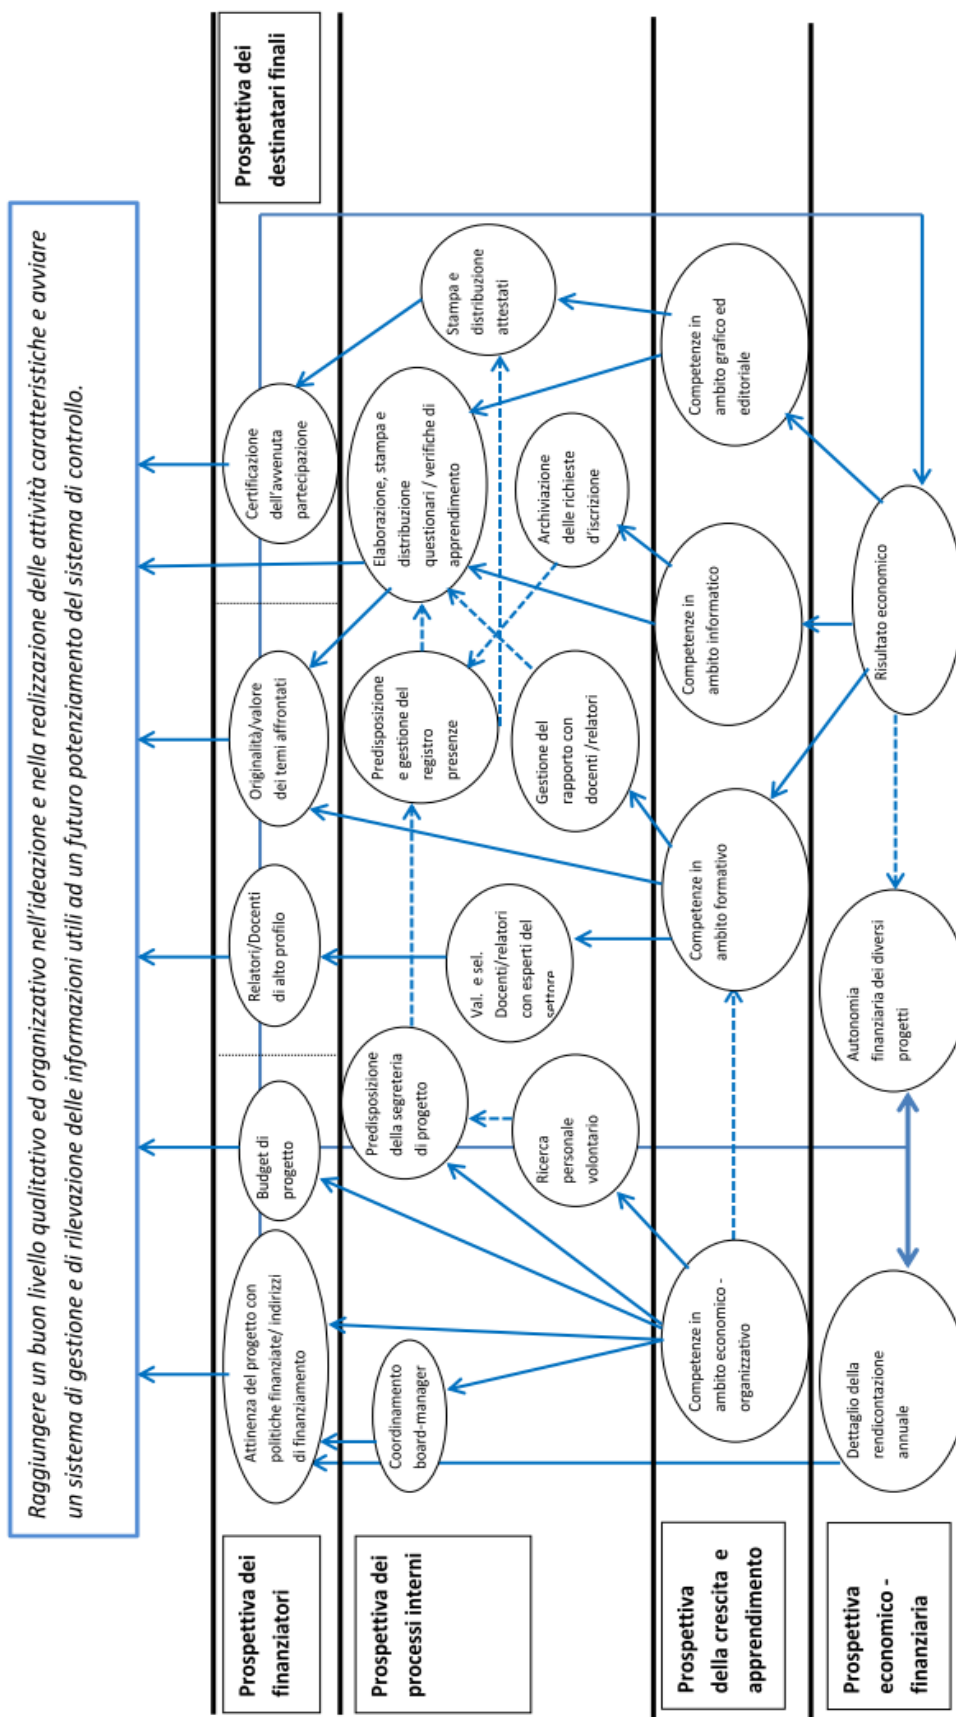 Raggiungere un buon livello qualitativo ed organizzativo nell'ideazione e nella realizzazione delle attività caratteristiche e avviare
un sistema di gestione e di rilevazione delle informazioni utili ad un futuro potenziamento del sistema di controllo.
Prospettiva dei
finanziatori
Attinenza del progetto con
politiche finanziate/ indirizzi
di finanziamento
Budget di
progetto
Relatori/Docenti
di alto profilo
Originalità/valore
dei temi affrontati
Certificazione
dell'avvenuta
partecipazione
Prospettiva dei
destinatari finali
Prospettiva dei
processi interni
Coordinamento
board-manager
Predisposizione
della segreteria
di progetto
Ricerca
personale
volontario
Val. e sel.
Docenti/relatori
con esperti del
settore
Predisposizione
e gestione del
registro
presenze
Gestione del
rapporto con
docenti /relatori
Elaborazione, stampa e
distribuzione
questionari / verifiche di
apprendimento
Archiviazione
delle richieste
d'iscrizione
Stampa e
distribuzione
attestati
Prospettiva
della crescita e
apprendimento
Competenze in
ambito economico -
organizzativo
Competenze in
ambito formativo
Competenze in
ambito informatico
Competenze in
ambito grafico ed
editoriale
Prospettiva
economico -
finanziaria
Dettaglio della
rendicontazione
annuale
Autonomia
finanziaria dei diversi
progetti
Risultato economico